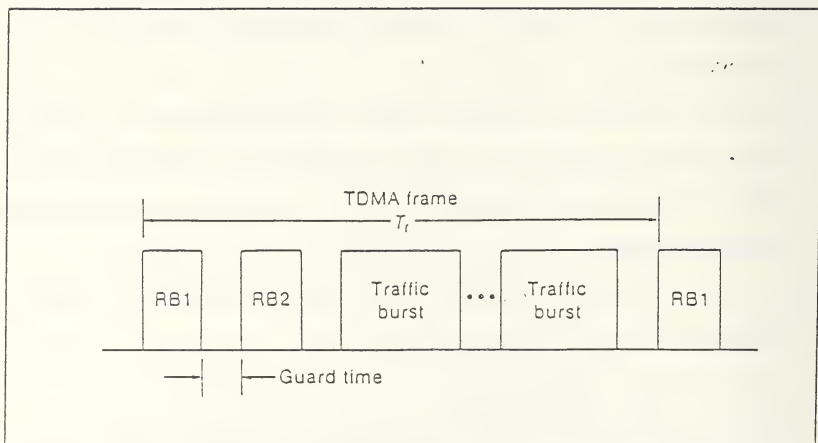 TDMA frame
T_f
RB1
RB2
Traffic
burst
•••
Traffic
burst
RB1
Guard time